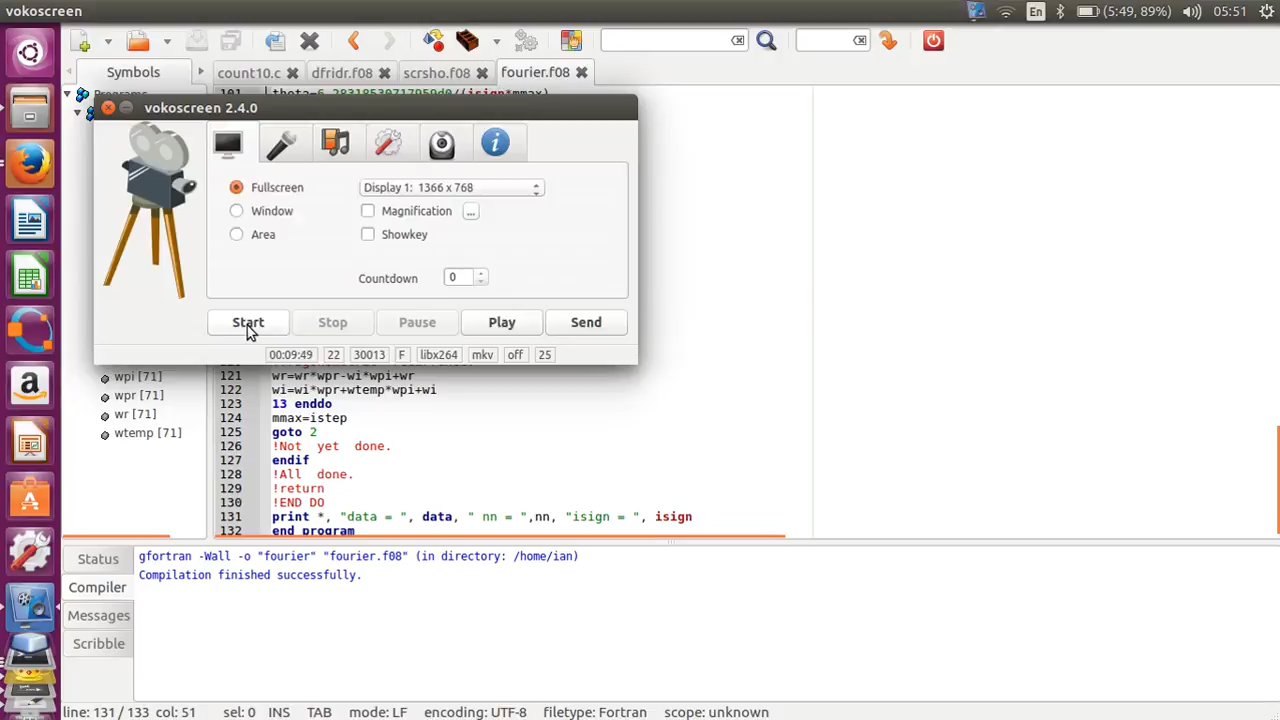 vokoscreen
En
(5:49, 89%)
05:51
Symbols
count10.c
dfridr.f08
scrsho.f08
fourier.f08
Programs
101 theta=6.28318530717959d0/(isign*mmax)
vokoscreen 2.4.0
Fullscreen
Display 1: 1366 x 768
Window
Magnification
...
Area
Showkey
Countdown
0
Start
Stop
Pause
Play
Send
00:09:49
22
30013
F
libx264
mkv
off
25
wpi [71]
wpr [71]
wr [71]
wtemp [71]
121 wr=wr*wpr-wi*wpi+wr
122 wi=wi*wpr+wtemp*wpi+wi
123 13 enddo
124 mmax=istep
125 goto 2
126 !Not yet done.
127 endif
128 !All done.
129 !return
130 !END DO
131 print *, "data = ", data, " nn = ",nn, "isign = ", isign
132 end program
Status
Compiler
Messages
Scribble
gfortran -Wall -o "fourier" "fourier.f08" (in directory: /home/ian)
Compilation finished successfully.
line: 131 / 133
col: 51
sel: 0
INS
TAB
mode: LF
encoding: UTF-8
filetype: Fortran
scope: unknown